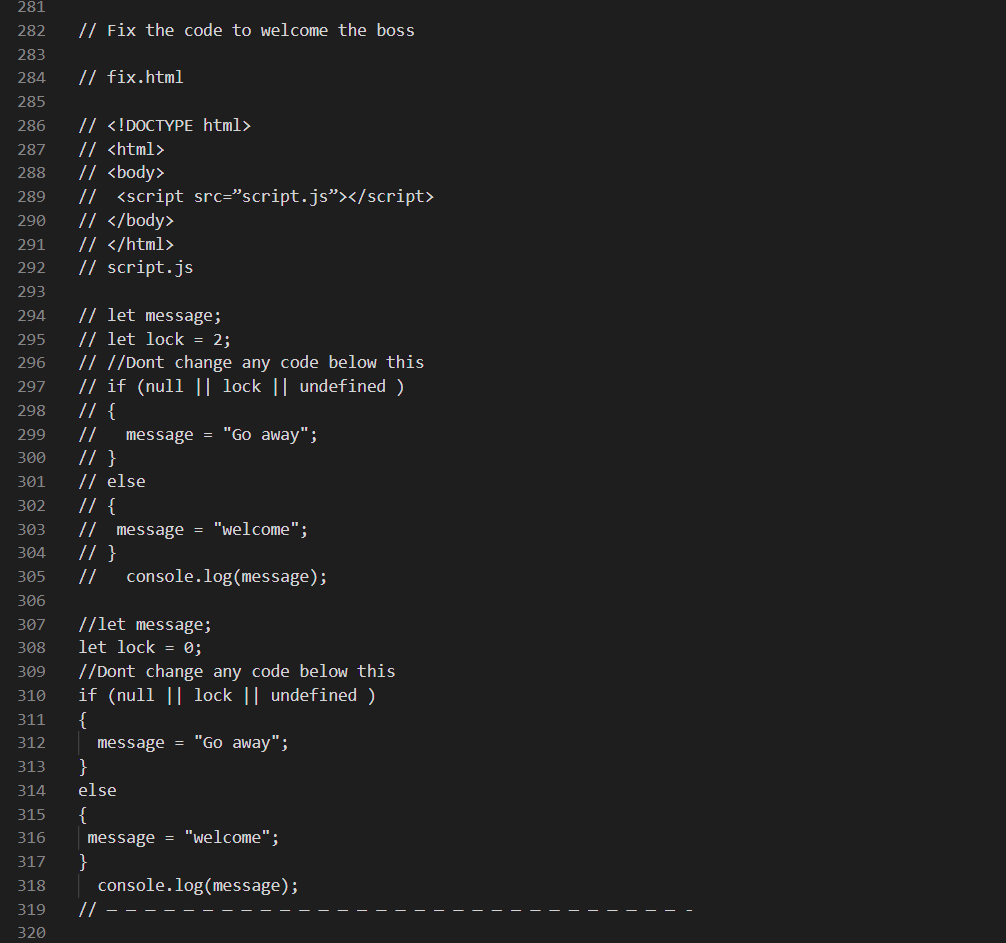 281
282 // Fix the code to welcome the boss
283
284 // fix.html
285
286 // <!DOCTYPE html>
287 // <html>
288 // <body>
289 //  <script src=”script.js”></script>
290 // </body>
291 // </html>
292 // script.js
293
294 // let message;
295 // let lock = 2;
296 // //Dont change any code below this
297 // if (null || lock || undefined )
298 // {
299 //   message = "Go away";
300 // }
301 // else
302 // {
303 //  message = "welcome";
304 // }
305 //   console.log(message);
306
307 //let message;
308 let lock = 0;
309 //Dont change any code below this
310 if (null || lock || undefined )
311 {
312   message = "Go away";
313 }
314 else
315 {
316  message = "welcome";
317 }
318   console.log(message);
319 // — — — — — — — — — — — — — — — — — — — — — — — — — — — — — — -
320